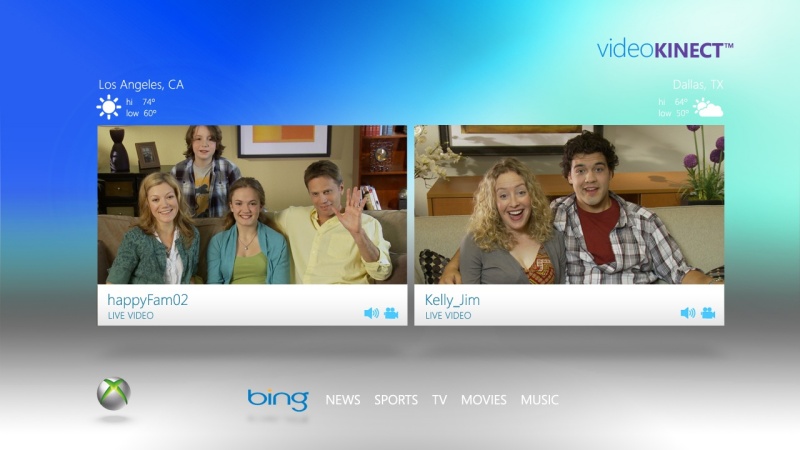 videoKINECT™
Los Angeles, CA
hi 74°
low 60°
Dallas, TX
hi 64°
low 50°
happyFam02
LIVE VIDEO
Kelly_Jim
LIVE VIDEO
bing NEWS SPORTS TV MOVIES MUSIC